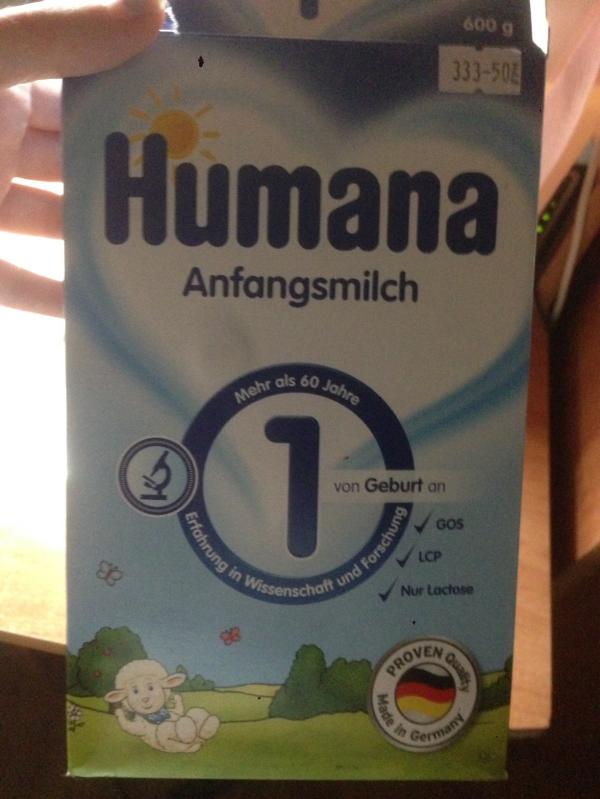 1
600 g
333-50
Humana
Anfangsmilch
Mehr als 60 Jahre
1
von Geburt an
Erfahrung in Wissenschaft und Forschung
GOS
LCP
Nur Lactose
PROVEN Quality
Made in Germany